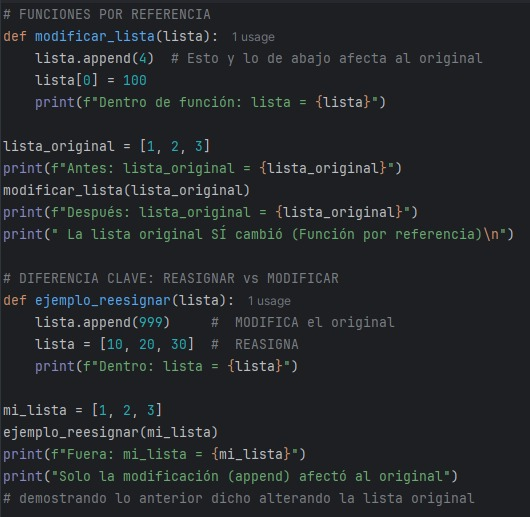 # FUNCIONES POR REFERENCIA
def modificar_lista(lista):  1 usage
    lista.append(4)  # Esto y lo de abajo afecta al original
    lista[0] = 100
    print(f"Dentro de función: lista = {lista}")

lista_original = [1, 2, 3]
print(f"Antes: lista_original = {lista_original}")
modificar_lista(lista_original)
print(f"Después: lista_original = {lista_original}")
print(" La lista original SÍ cambió (Función por referencia)\n")

# DIFERENCIA CLAVE: REASIGNAR vs MODIFICAR
def ejemplo_reesignar(lista):  1 usage
    lista.append(999)     #  MODIFICA el original
    lista = [10, 20, 30]  #  REASIGNA
    print(f"Dentro: lista = {lista}")

mi_lista = [1, 2, 3]
ejemplo_reesignar(mi_lista)
print(f"Fuera: mi_lista = {mi_lista}")
print("Solo la modificación (append) afectó al original")
# demostrando lo anterior dicho alterando la lista original